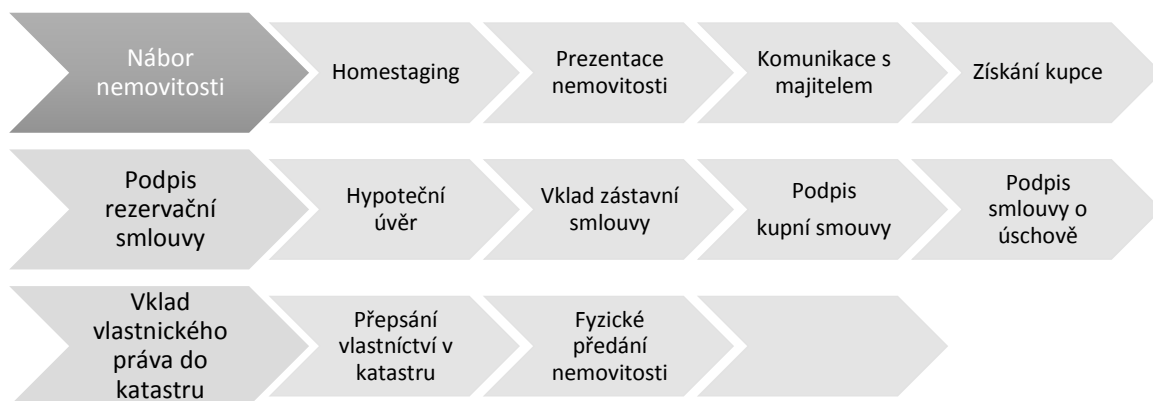 Nábor
nemovitosti
Homestaging
Prezentace
nemovitosti
Komunikace s
majitelem
Získání kupce
Podpis
rezervační
smlouvy
Hypoteční
úvěr
Vklad zástavní
smlouvy
Podpis
kupní smouvy
Podpis
smlouvy o
úschově
Vklad
vlastnického
práva do
katastru
Přepsání
vlastníctví v
katastru
Fyzické
předání
nemovitosti